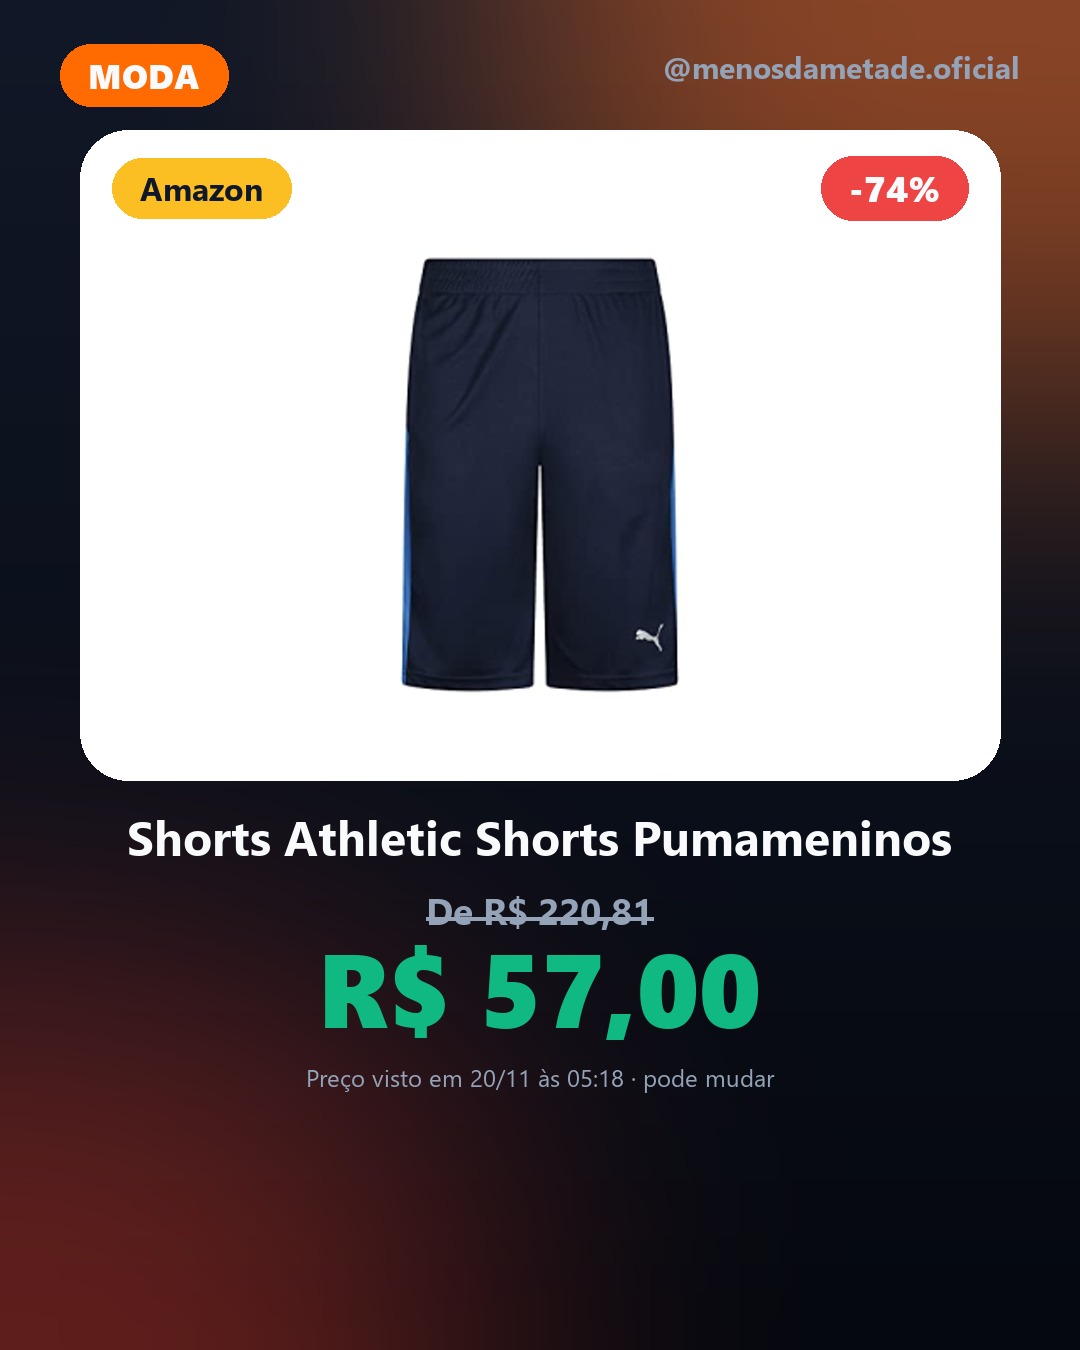 MODA
@menosdametade.oficial
Amazon
-74%
Shorts Athletic Shorts Pumameninos
De R$ 220,81
R$ 57,00
Preço visto em 20/11 às 05:18 · pode mudar